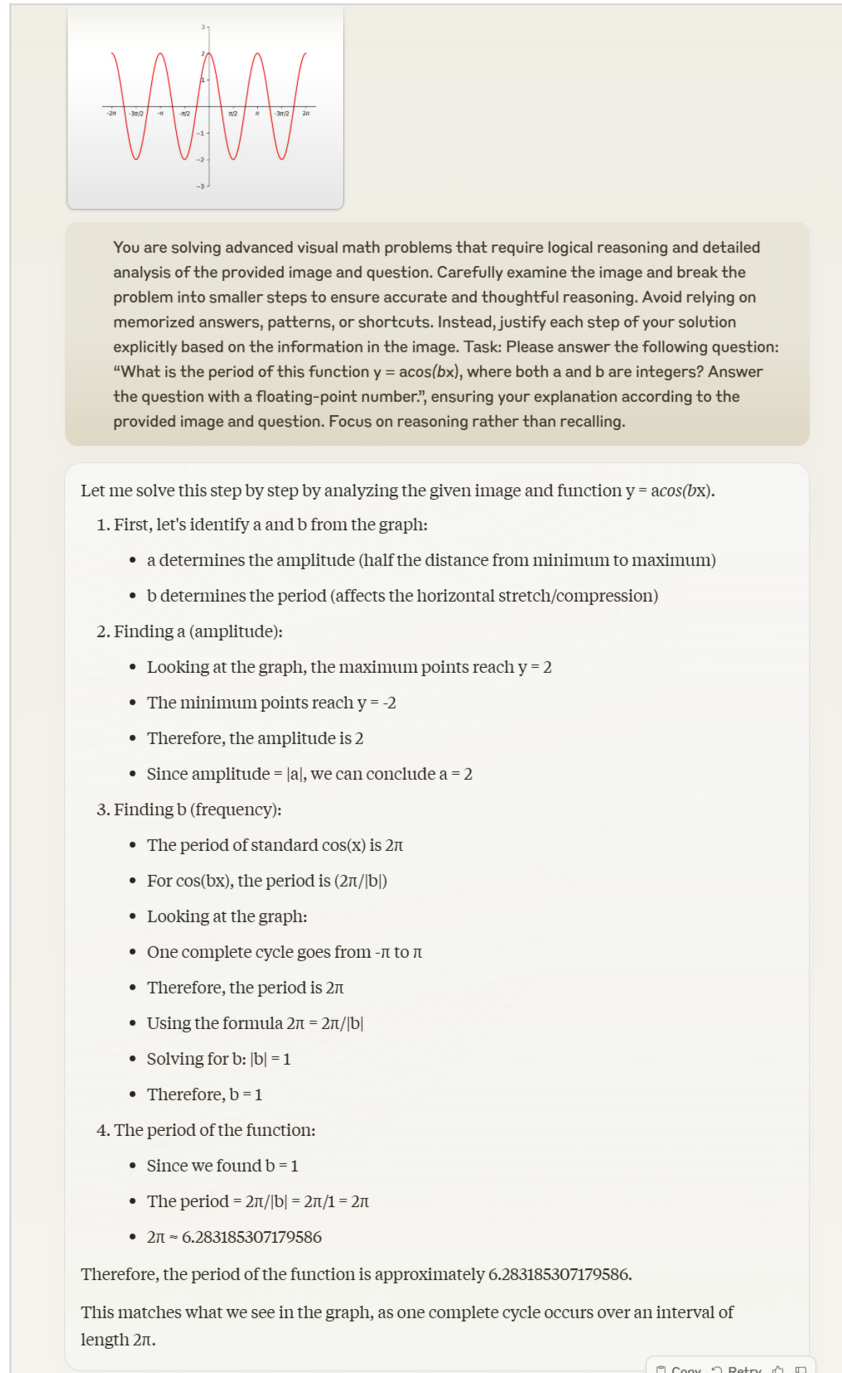 3
2
1
-2π -3π/2 -π -π/2 π/2 π -3π/2 2π
−1
−2
−3
You are solving advanced visual math problems that require logical reasoning and detailed
analysis of the provided image and question. Carefully examine the image and break the
problem into smaller steps to ensure accurate and thoughtful reasoning. Avoid relying on
memorized answers, patterns, or shortcuts. Instead, justify each step of your solution
explicitly based on the information in the image. Task: Please answer the following question:
“What is the period of this function y = acos(bx), where both a and b are integers? Answer
the question with a floating-point number.”, ensuring your explanation according to the
provided image and question. Focus on reasoning rather than recalling.
Let me solve this step by step by analyzing the given image and function y = acos(bx).
1. First, let's identify a and b from the graph:
• a determines the amplitude (half the distance from minimum to maximum)
• b determines the period (affects the horizontal stretch/compression)
2. Finding a (amplitude):
• Looking at the graph, the maximum points reach y = 2
• The minimum points reach y = -2
• Therefore, the amplitude is 2
• Since amplitude = |a|, we can conclude a = 2
3. Finding b (frequency):
• The period of standard cos(x) is 2π
• For cos(bx), the period is (2π/|b|)
• Looking at the graph:
• One complete cycle goes from -π to π
• Therefore, the period is 2π
• Using the formula 2π = 2π/|b|
• Solving for b: |b| = 1
• Therefore, b = 1
4. The period of the function:
• Since we found b = 1
• The period = 2π/|b| = 2π/1 = 2π
• 2π ≈ 6.283185307179586
Therefore, the period of the function is approximately 6.283185307179586.
This matches what we see in the graph, as one complete cycle occurs over an interval of
length 2π.
Copy Retry